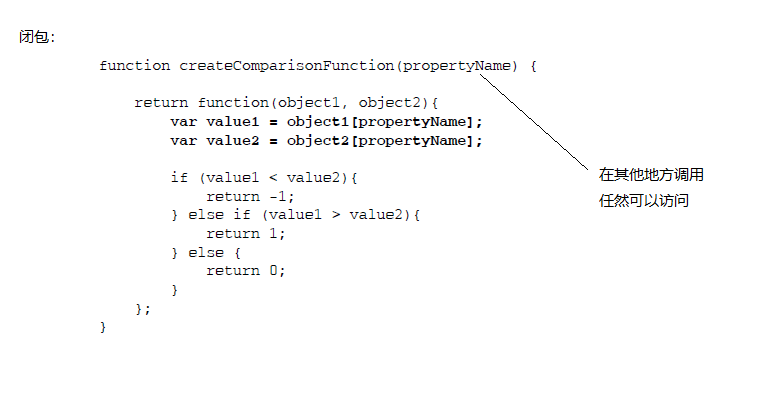 闭包:
function createComparisonFunction(propertyName) {
return function(object1, object2){
var value1 = object1[propertyName];
var value2 = object2[propertyName];
if (value1 < value2){
return -1;
} else if (value1 > value2){
return 1;
} else {
return 0;
}
};
}
在其他地方调用
任然可以访问